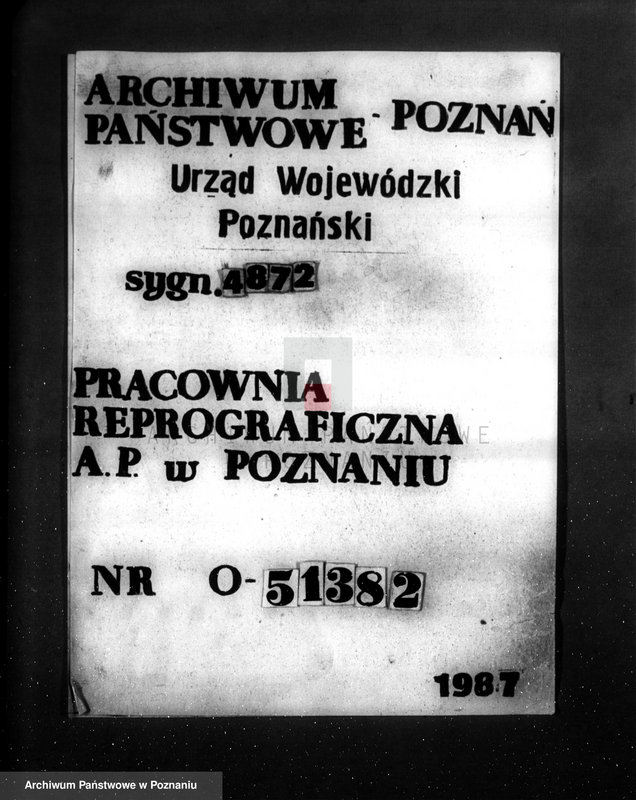 ARCHIWUM
PAŃSTWOWE - POZNAŃ
Urząd Wojewódzki
Poznański
sygn. 4872
PRACOWNIA
REPROGRAFICZNA
A.P. w POZNANIU
NR O-51382
1987
Archiwum Państwowe w Poznaniu